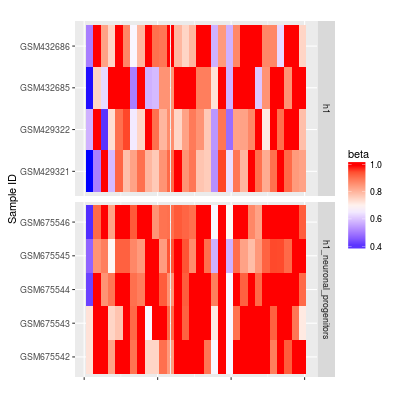 GSM432686
GSM432685
GSM429322
GSM429321
h1
GSM675546
GSM675545
GSM675544
GSM675543
GSM675542
h1_neuronal_progenitors
Sample ID
beta
1.0
0.8
0.6
0.4